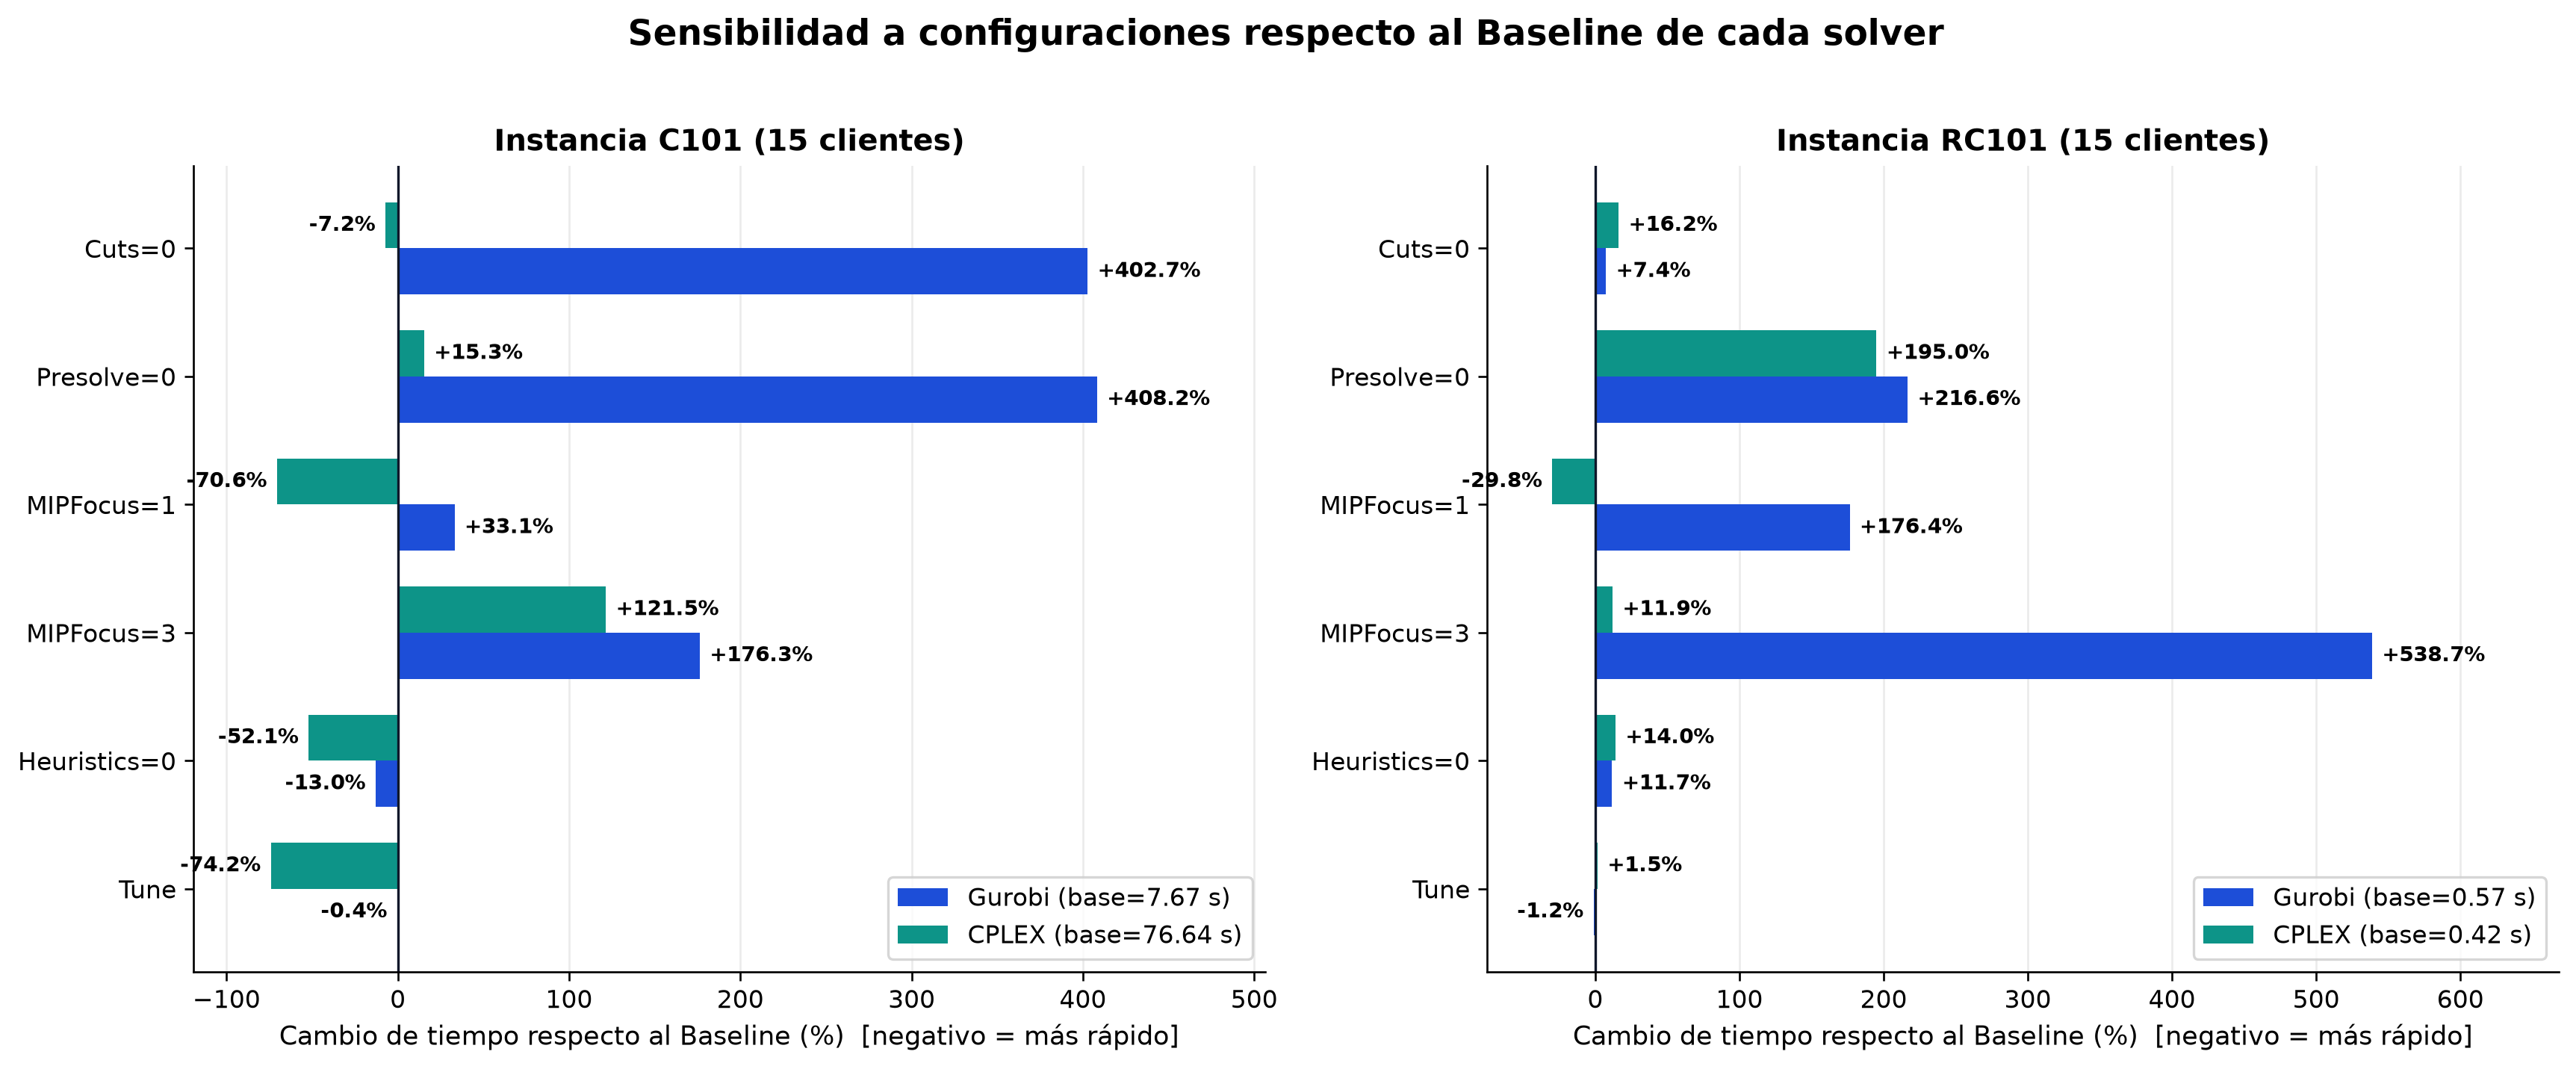 Sensibilidad a configuraciones respecto al Baseline de cada solver
Instancia C101 (15 clientes)
Cuts=0
Presolve=0
MIPFocus=1
MIPFocus=3
Heuristics=0
Tune
-7.2%
+402.7%
+15.3%
+408.2%
-70.6%
+33.1%
+121.5%
+176.3%
-52.1%
-13.0%
-74.2%
-0.4%
Gurobi (base=7.67 s)
CPLEX (base=76.64 s)
−100 0 100 200 300 400 500
Cambio de tiempo respecto al Baseline (%)  [negativo = más rápido]
Instancia RC101 (15 clientes)
Cuts=0
Presolve=0
MIPFocus=1
MIPFocus=3
Heuristics=0
Tune
+16.2%
+7.4%
+195.0%
+216.6%
-29.8%
+176.4%
+11.9%
+538.7%
+14.0%
+11.7%
+1.5%
-1.2%
Gurobi (base=0.57 s)
CPLEX (base=0.42 s)
0 100 200 300 400 500 600
Cambio de tiempo respecto al Baseline (%)  [negativo = más rápido]